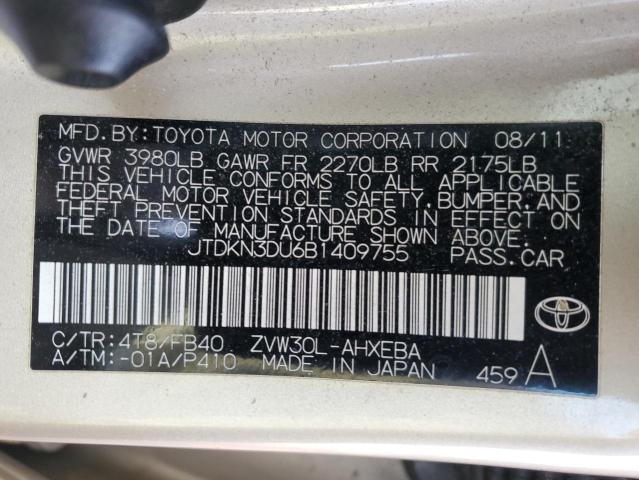 MFD.BY:TOYOTA MOTOR CORPORATION 08/11
GVWR 3980LB GAWR FR 2270LB RR 2175LB
THIS VEHICLE CONFORMS TO ALL APPLICABLE
FEDERAL MOTOR VEHICLE SAFETY,BUMPER,AND
THEFT PREVENTION STANDARDS IN EFFECT ON
THE DATE OF MANUFACTURE SHOWN ABOVE.
JTDKN3DU6B1409755 PASS.CAR
C/TR:4T8/FB40 ZVW30L-AHXEBA
A/TM:-01A/P410 MADE IN JAPAN 459 A